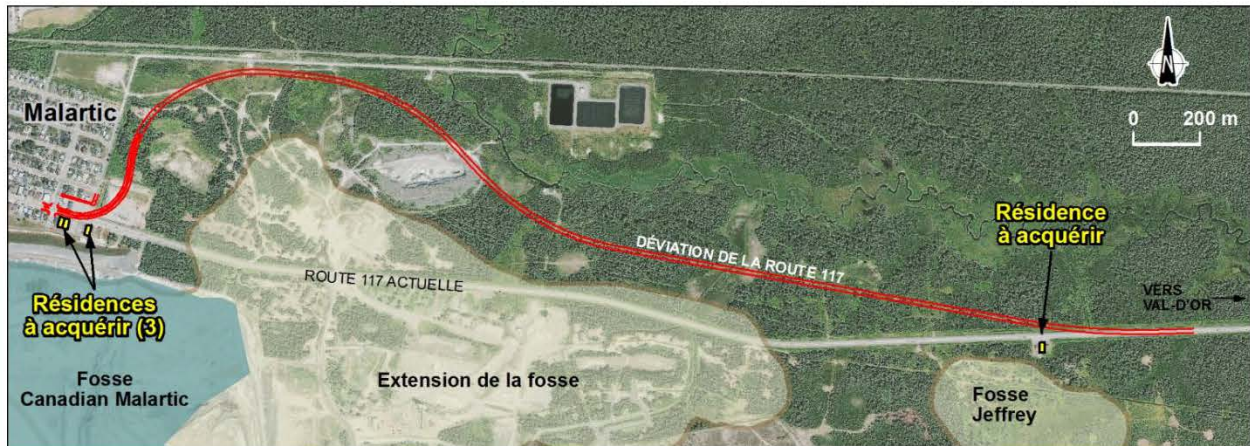 Malartic
N
0 200 m
Résidence
à acquérir
DÉVIATION DE LA ROUTE 117
ROUTE 117 ACTUELLE
VERS
VAL-D'OR
Résidences
à acquérir (3)
Fosse
Canadian Malartic
Extension de la fosse
Fosse
Jeffrey